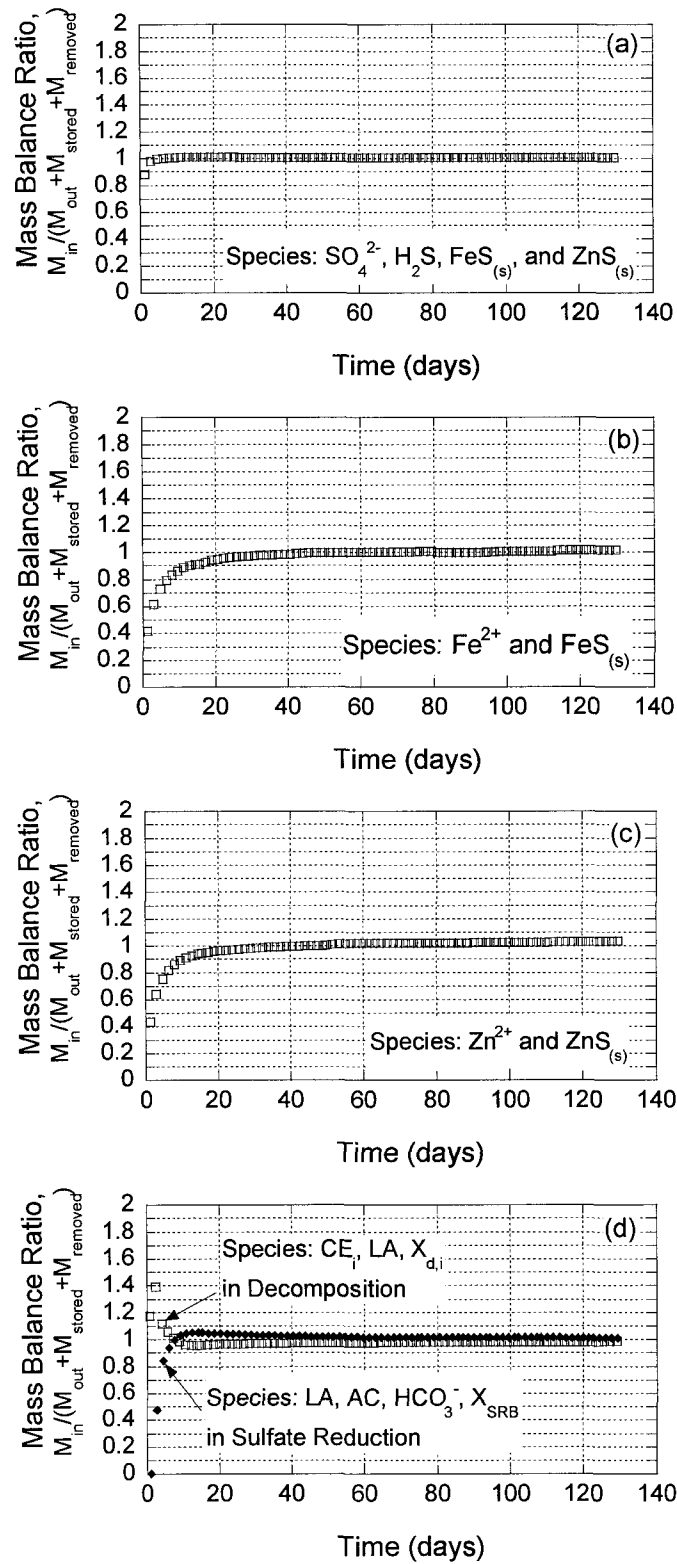 (a)
Mass Balance Ratio,
M_in/(M_out+M_stored+M_removed)
2
1.8
1.6
1.4
1.2
1
0.8
0.6
0.4
0.2
0
Species: SO₄²⁻, H₂S, FeS₍s₎, and ZnS₍s₎
0 20 40 60 80 100 120 140
Time (days)
(b)
Mass Balance Ratio,
M_in/(M_out+M_stored+M_removed)
2
1.8
1.6
1.4
1.2
1
0.8
0.6
0.4
0.2
0
Species: Fe²⁺ and FeS₍s₎
0 20 40 60 80 100 120 140
Time (days)
(c)
Mass Balance Ratio,
M_in/(M_out+M_stored+M_removed)
2
1.8
1.6
1.4
1.2
1
0.8
0.6
0.4
0.2
0
Species: Zn²⁺ and ZnS₍s₎
0 20 40 60 80 100 120 140
Time (days)
(d)
Mass Balance Ratio,
M_in/(M_out+M_stored+M_removed)
2
1.8
1.6
1.4
1.2
1
0.8
0.6
0.4
0.2
0
Species: CE_i, LA, X_d,i
in Decomposition
Species: LA, AC, HCO₃⁻, X_SRB
in Sulfate Reduction
0 20 40 60 80 100 120 140
Time (days)